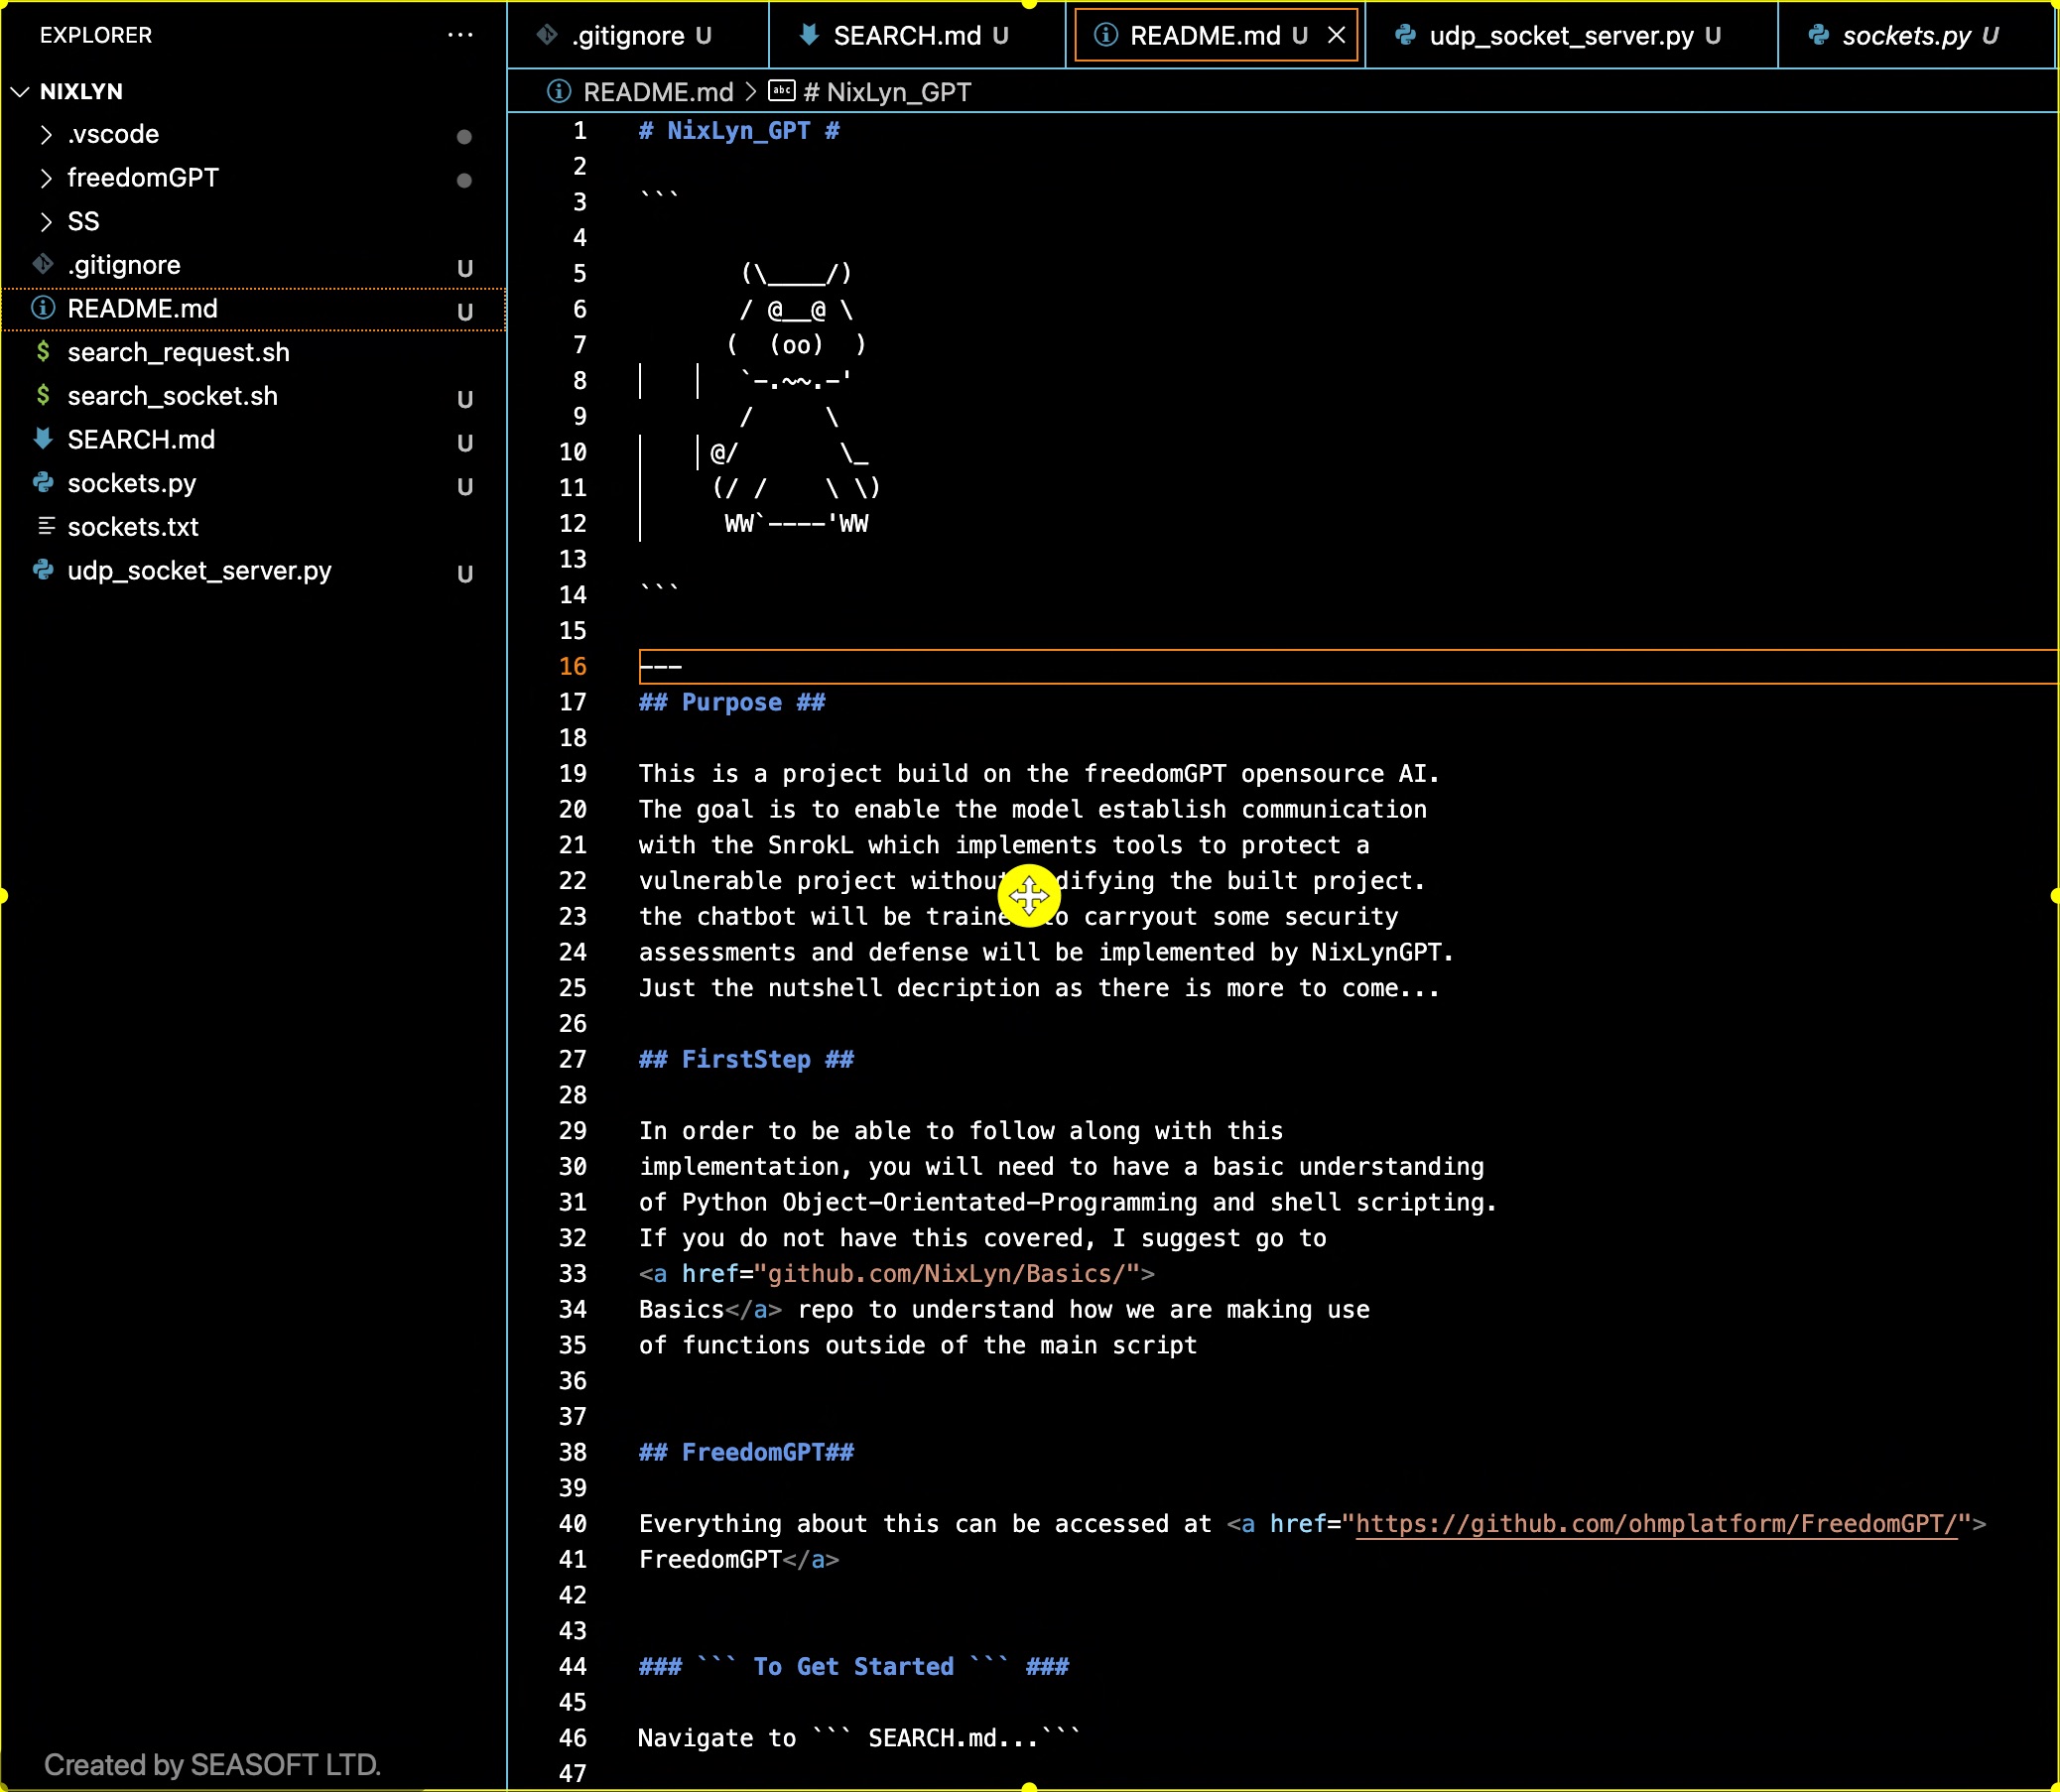 EXPLORER
NIXLYN
.vscode
freedomGPT
SS
.gitignore U
README.md U
search_request.sh
search_socket.sh U
SEARCH.md U
sockets.py U
sockets.txt
udp_socket_server.py U
Created by SEASOFT LTD.
.gitignore U SEARCH.md U README.md U udp_socket_server.py U sockets.py U
README.md > abc # NixLyn_GPT
1 # NixLyn_GPT #
2
3 ```
4
5        (\____/)
6        / @__@ \
7       (  (oo)  )
8        `-.~~.-'
9        /     \
10      @/       \_
11      (/ /    \ \)
12       WW`----'WW
13
14 ```
15
16 ---
17 ## Purpose ##
18
19 This is a project build on the freedomGPT opensource AI.
20 The goal is to enable the model establish communication
21 with the SnrokL which implements tools to protect a
22 vulnerable project withou difying the built project.
23 the chatbot will be traine o carryout some security
24 assessments and defense will be implemented by NixLynGPT.
25 Just the nutshell decription as there is more to come...
26
27 ## FirstStep ##
28
29 In order to be able to follow along with this
30 implementation, you will need to have a basic understanding
31 of Python Object-Orientated-Programming and shell scripting.
32 If you do not have this covered, I suggest go to
33 <a href="github.com/NixLyn/Basics/">
34 Basics</a> repo to understand how we are making use
35 of functions outside of the main script
36
37
38 ## FreedomGPT##
39
40 Everything about this can be accessed at <a href="https://github.com/ohmplatform/FreedomGPT/">
41 FreedomGPT</a>
42
43
44 ### ``` To Get Started ``` ###
45
46 Navigate to ``` SEARCH.md...```
47